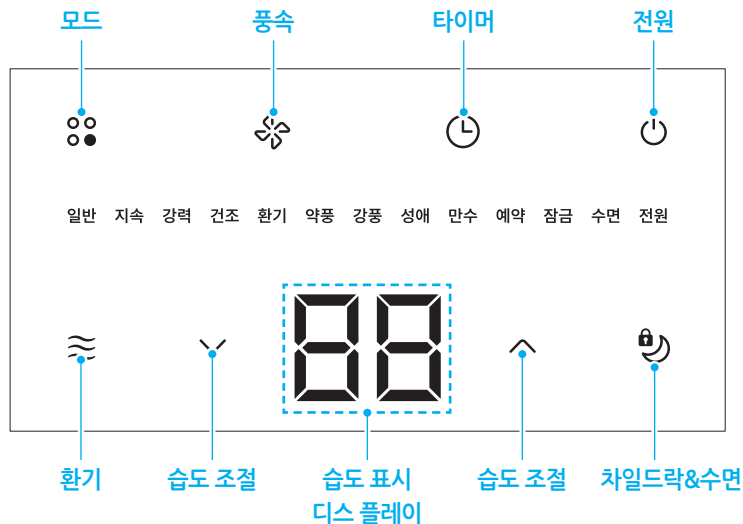 모드 풍속 타이머 전원
일반 지속 강력 건조 환기 약풍 강풍 성애 만수 예약 잠금 수면 전원
88
환기 습도 조절 습도 표시 습도 조절 차일드락&수면
디스 플레이